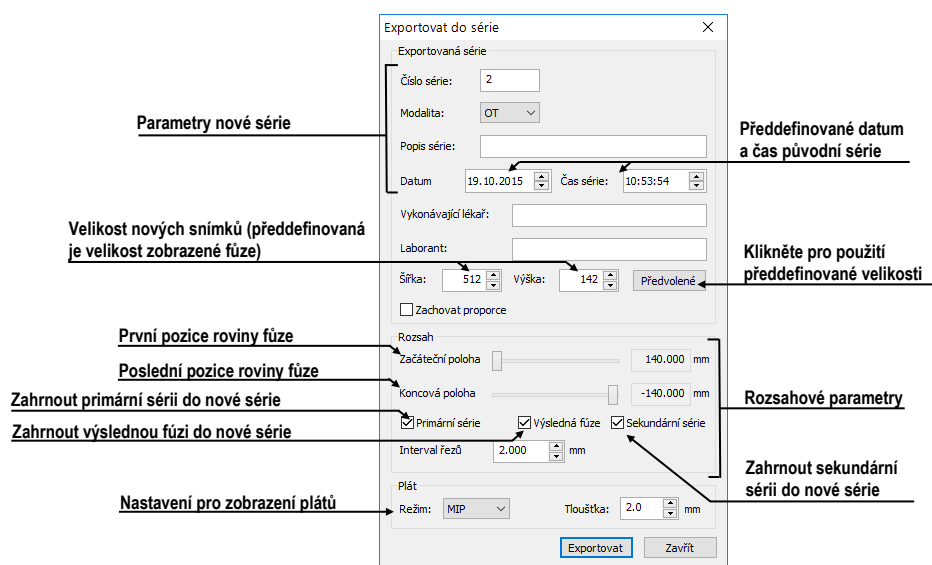 Exportovat do série
Exportovaná série
Číslo série: 2
Modalita: OT
Popis série:
Datum 19.10.2015 Čas série: 10:53:54
Vykonávající lékař:
Laborant:
Šířka: 512 Výška: 142 Předvolené
Zachovat proporce
Rozsah
Začáteční poloha 140.000 mm
Koncová poloha -140.000 mm
Primární série Výsledná fúze Sekundární série
Interval řezů 2.000 mm
Plát
Režim: MIP Tloušťka: 2.0 mm
Exportovat Zavřít
Parametry nové série
Velikost nových snímků (předdefinovaná
je velikost zobrazené fůze)
První pozice roviny fůze
Poslední pozice roviny fůze
Zahrnout primární sérii do nové série
Zahrnout výslednou fúzi do nové série
Nastavení pro zobrazení plátů
Předdefinované datum
a čas původní série
Klikněte pro použití
předdefinované velikosti
Rozsahové parametry
Zahrnout sekundární
sérii do nové série